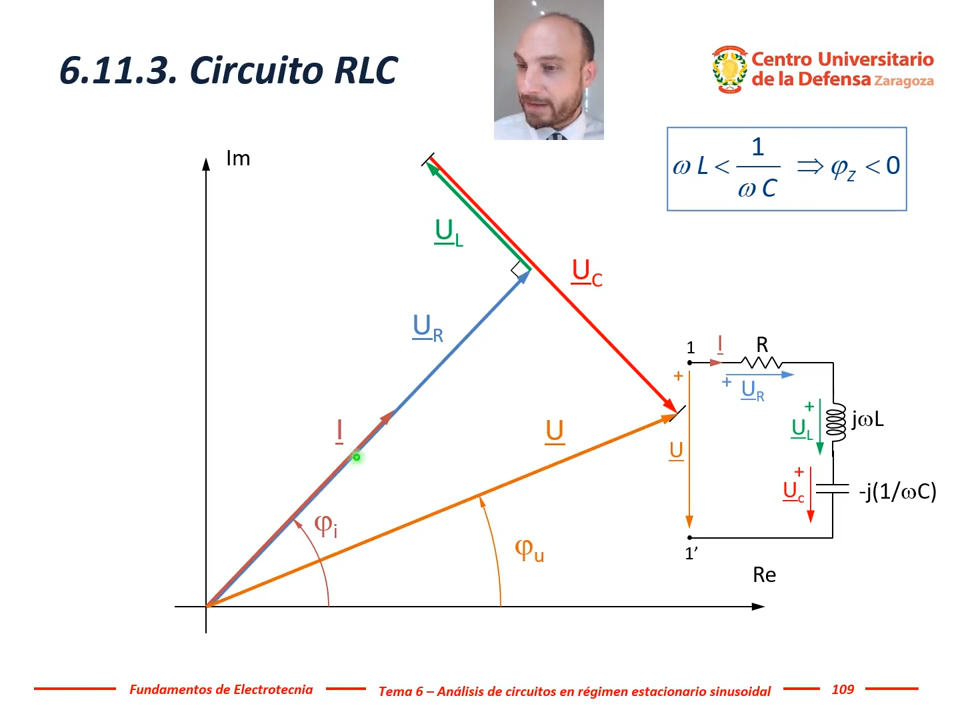 6.11.3. Circuito RLC
Centro Universitario
de la Defensa Zaragoza
ω L < 1 / ω C ⇒ φZ < 0
Im
UL
UC
UR
I
U
φi
φu
Re
1
I
R
+
+
UR
+
UL
jωL
U
+
Uc
-j(1/ωC)
1’
Fundamentos de Electrotecnia
Tema 6 – Análisis de circuitos en régimen estacionario sinusoidal
109